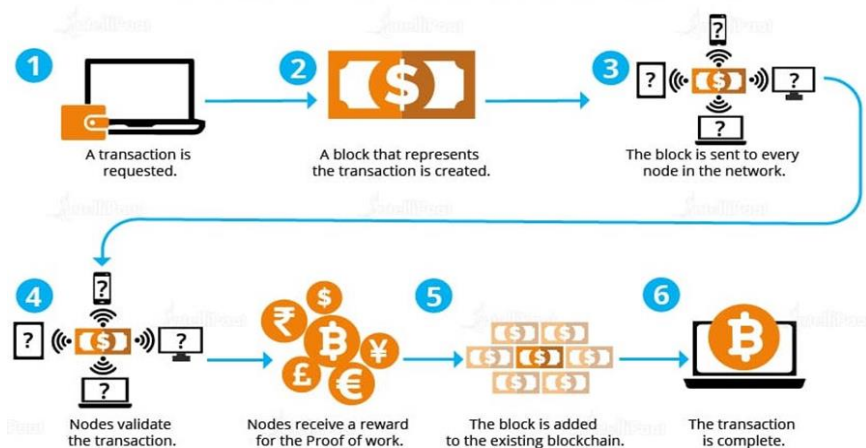 1
A transaction is
requested.
2
$
A block that represents
the transaction is created.
3
?
?
$
?
?
The block is sent to every
node in the network.
4
?
?
$
?
?
Nodes validate
the transaction.
$
₹
₿
¥
£
€
Nodes receive a reward
for the Proof of work.
5
$ $
$ $ $
$ $
The block is added
to the existing blockchain.
6
₿
The transaction
is complete.